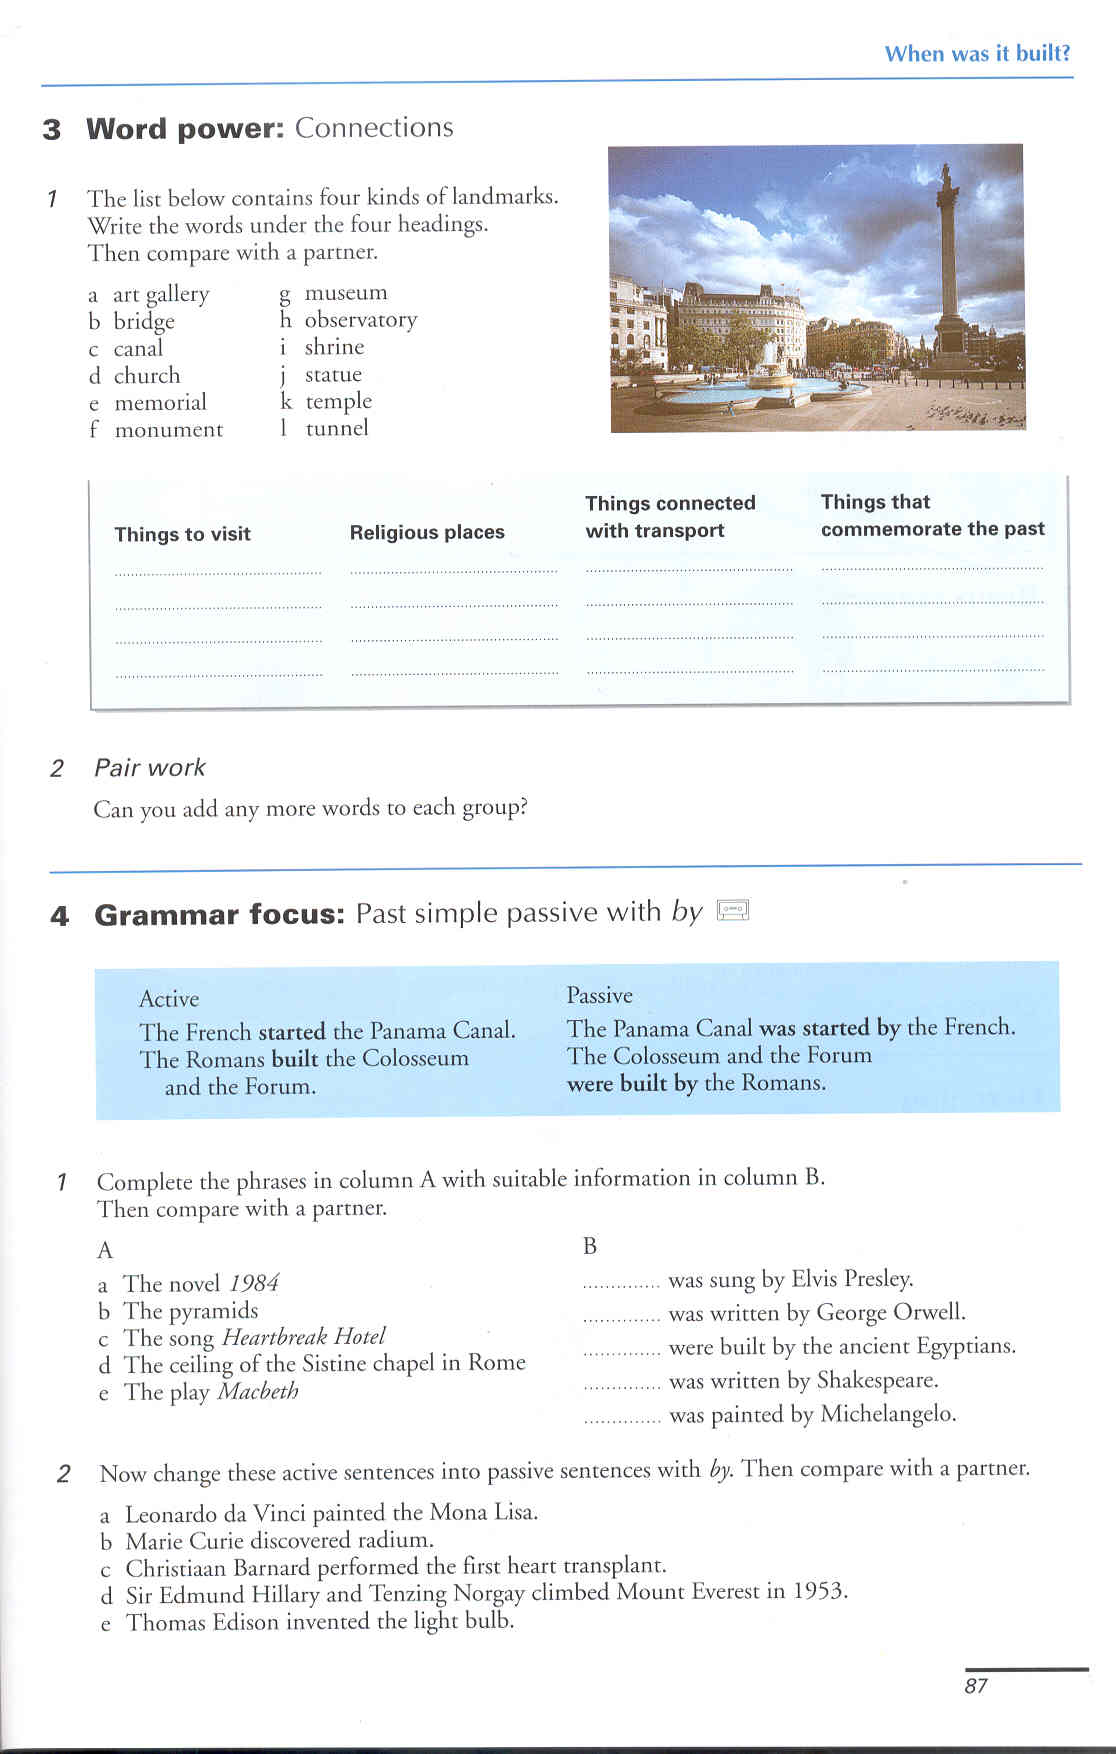 When was it built?
3 Word power: Connections
1 The list below contains four kinds of landmarks.
Write the words under the four headings.
Then compare with a partner.
a art gallery
b bridge
c canal
d church
e memorial
f monument
g museum
h observatory
i shrine
j statue
k temple
l tunnel
Things to visit
Religious places
Things connected
with transport
Things that
commemorate the past
2 Pair work
Can you add any more words to each group?
4 Grammar focus: Past simple passive with by
Active
The French started the Panama Canal.
The Romans built the Colosseum
and the Forum.
Passive
The Panama Canal was started by the French.
The Colosseum and the Forum
were built by the Romans.
1 Complete the phrases in column A with suitable information in column B.
Then compare with a partner.
A
a The novel 1984
b The pyramids
c The song Heartbreak Hotel
d The ceiling of the Sistine chapel in Rome
e The play Macbeth
B
.............. was sung by Elvis Presley.
.............. was written by George Orwell.
.............. were built by the ancient Egyptians.
.............. was written by Shakespeare.
.............. was painted by Michelangelo.
2 Now change these active sentences into passive sentences with by. Then compare with a partner.
a Leonardo da Vinci painted the Mona Lisa.
b Marie Curie discovered radium.
c Christiaan Barnard performed the first heart transplant.
d Sir Edmund Hillary and Tenzing Norgay climbed Mount Everest in 1953.
e Thomas Edison invented the light bulb.
87